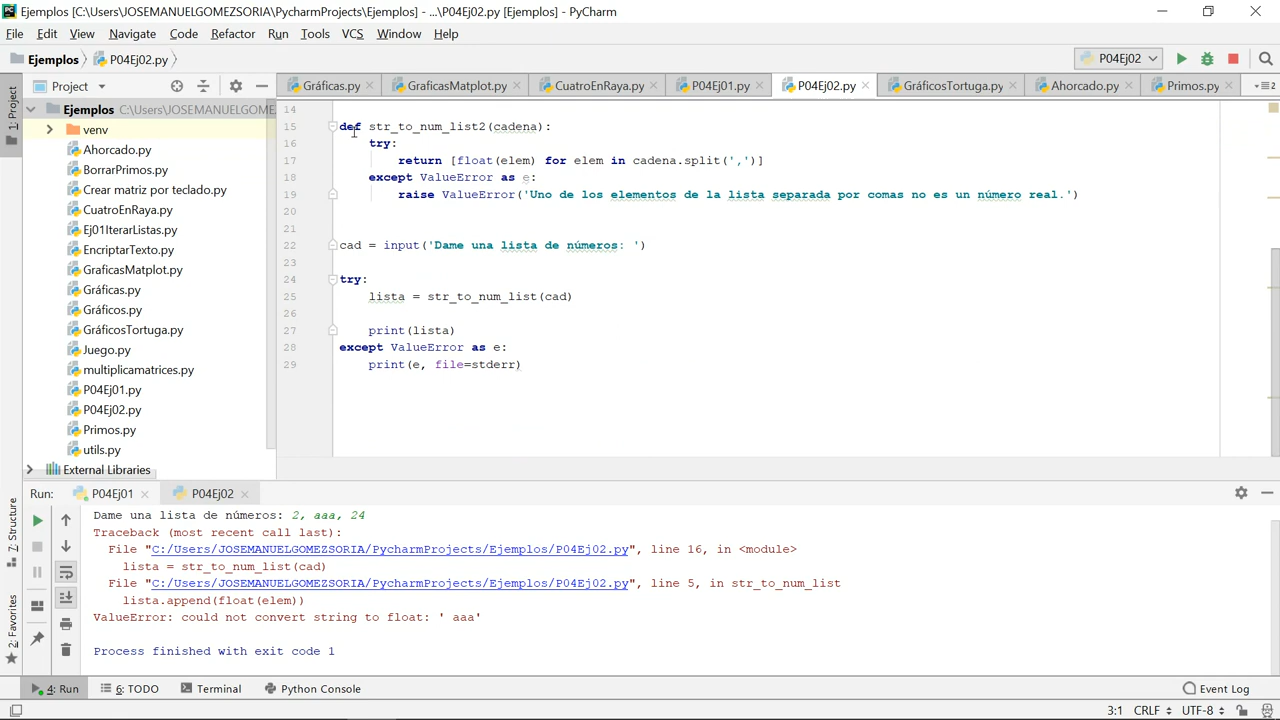 Ejemplos [C:\Users\JOSEMANUELGOMEZSORIA\PycharmProjects\Ejemplos] - ...\P04Ej02.py [Ejemplos] - PyCharm
File Edit View Navigate Code Refactor Run Tools VCS Window Help
Ejemplos P04Ej02.py P04Ej02
1: Project
Project
Gráficas.py GraficasMatplot.py CuatroEnRaya.py P04Ej01.py P04Ej02.py GráficosTortuga.py Ahorcado.py Primos.py
Ejemplos C:\Users\JOSEMANUELGOME
venv
Ahorcado.py
BorrarPrimos.py
Crear matriz por teclado.py
CuatroEnRaya.py
Ej01IterarListas.py
EncriptarTexto.py
GraficasMatplot.py
Gráficas.py
Gráficos.py
GráficosTortuga.py
Juego.py
multiplicamatrices.py
P04Ej01.py
P04Ej02.py
Primos.py
utils.py
External Libraries
14
15 def str_to_num_list2(cadena):
16 try:
17 return [float(elem) for elem in cadena.split(',')]
18 except ValueError as e:
19 raise ValueError('Uno de los elementos de la lista separada por comas no es un número real.')
20
21
22 cad = input('Dame una lista de números: ')
23
24 try:
25 lista = str_to_num_list(cad)
26
27 print(lista)
28 except ValueError as e:
29 print(e, file=stderr)
Run: P04Ej01 P04Ej02
7: Structure
2: Favorites
Dame una lista de números: 2, aaa, 24
Traceback (most recent call last):
File "C:/Users/JOSEMANUELGOMEZSORIA/PycharmProjects/Ejemplos/P04Ej02.py", line 16, in <module>
lista = str_to_num_list(cad)
File "C:/Users/JOSEMANUELGOMEZSORIA/PycharmProjects/Ejemplos/P04Ej02.py", line 5, in str_to_num_list
lista.append(float(elem))
ValueError: could not convert string to float: ' aaa'
Process finished with exit code 1
4: Run 6: TODO Terminal Python Console Event Log
3:1 CRLF UTF-8